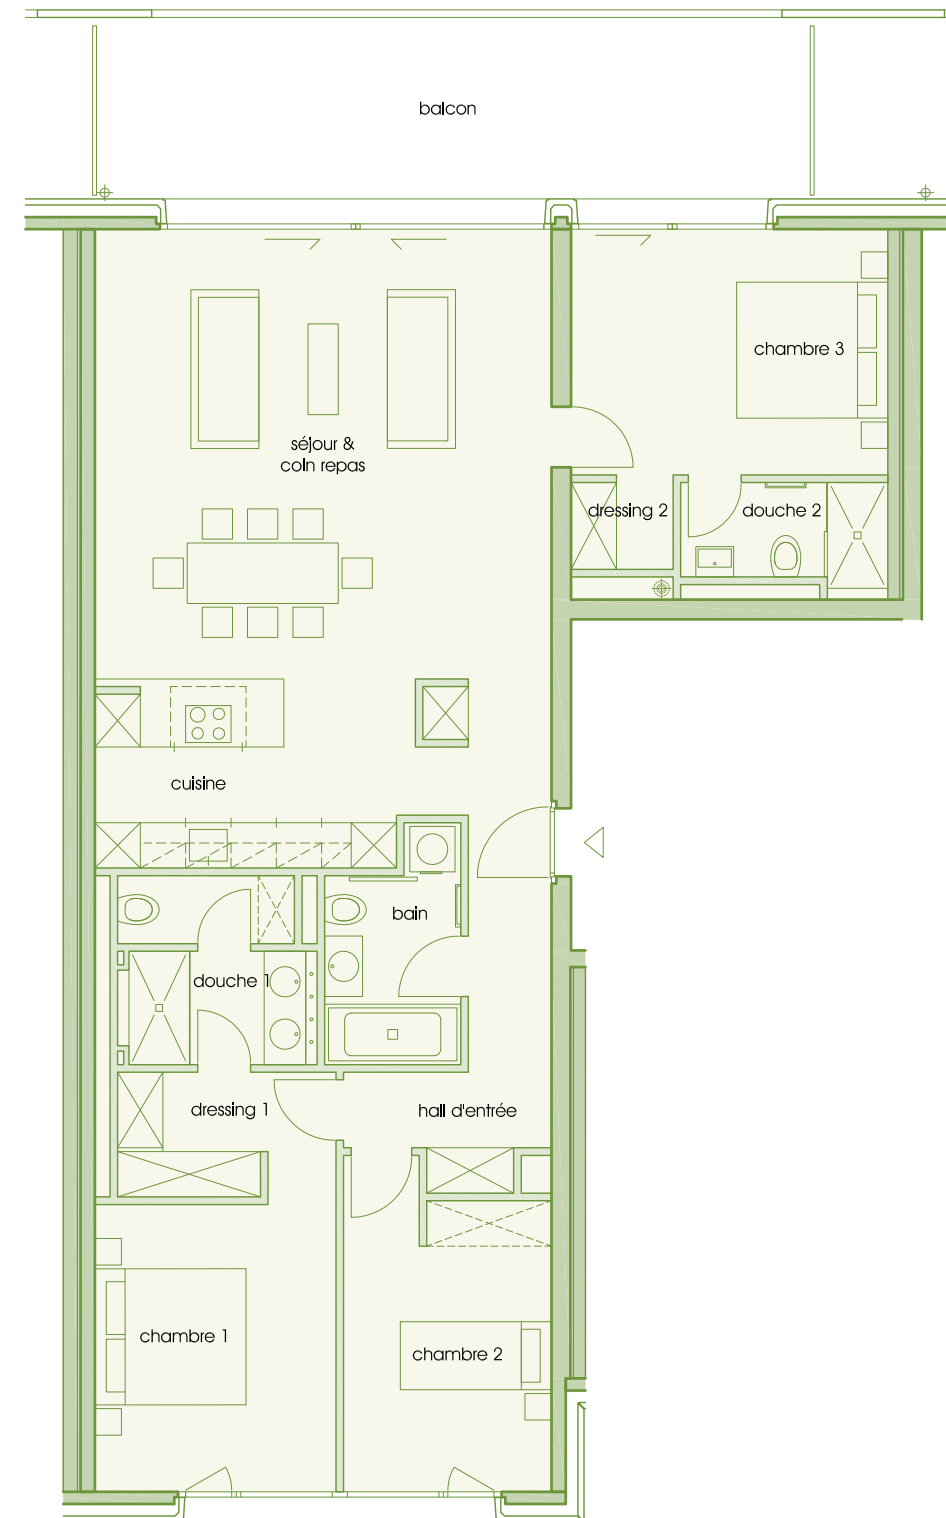 balcon
chambre 3
séjour &
coin repas
dressing 2
douche 2
cuisine
bain
douche 1
dressing 1
hall d'entrée
chambre 1
chambre 2